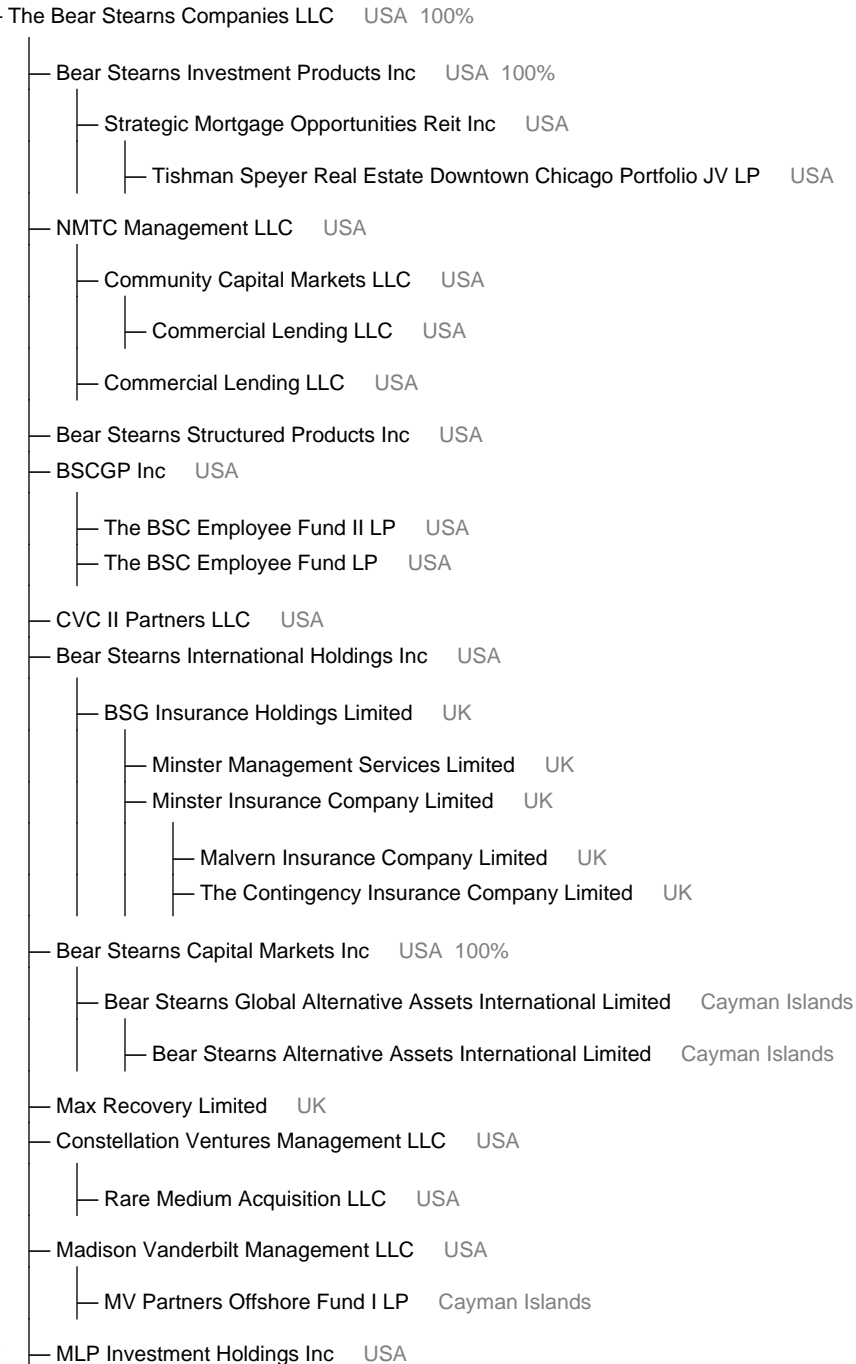 The Bear Stearns Companies LLC USA 100%
Bear Stearns Investment Products Inc USA 100%
Strategic Mortgage Opportunities Reit Inc USA
Tishman Speyer Real Estate Downtown Chicago Portfolio JV LP USA
NMTC Management LLC USA
Community Capital Markets LLC USA
Commercial Lending LLC USA
Commercial Lending LLC USA
Bear Stearns Structured Products Inc USA
BSCGP Inc USA
The BSC Employee Fund II LP USA
The BSC Employee Fund LP USA
CVC II Partners LLC USA
Bear Stearns International Holdings Inc USA
BSG Insurance Holdings Limited UK
Minster Management Services Limited UK
Minster Insurance Company Limited UK
Malvern Insurance Company Limited UK
The Contingency Insurance Company Limited UK
Bear Stearns Capital Markets Inc USA 100%
Bear Stearns Global Alternative Assets International Limited Cayman Islands
Bear Stearns Alternative Assets International Limited Cayman Islands
Max Recovery Limited UK
Constellation Ventures Management LLC USA
Rare Medium Acquisition LLC USA
Madison Vanderbilt Management LLC USA
MV Partners Offshore Fund I LP Cayman Islands
MLP Investment Holdings Inc USA